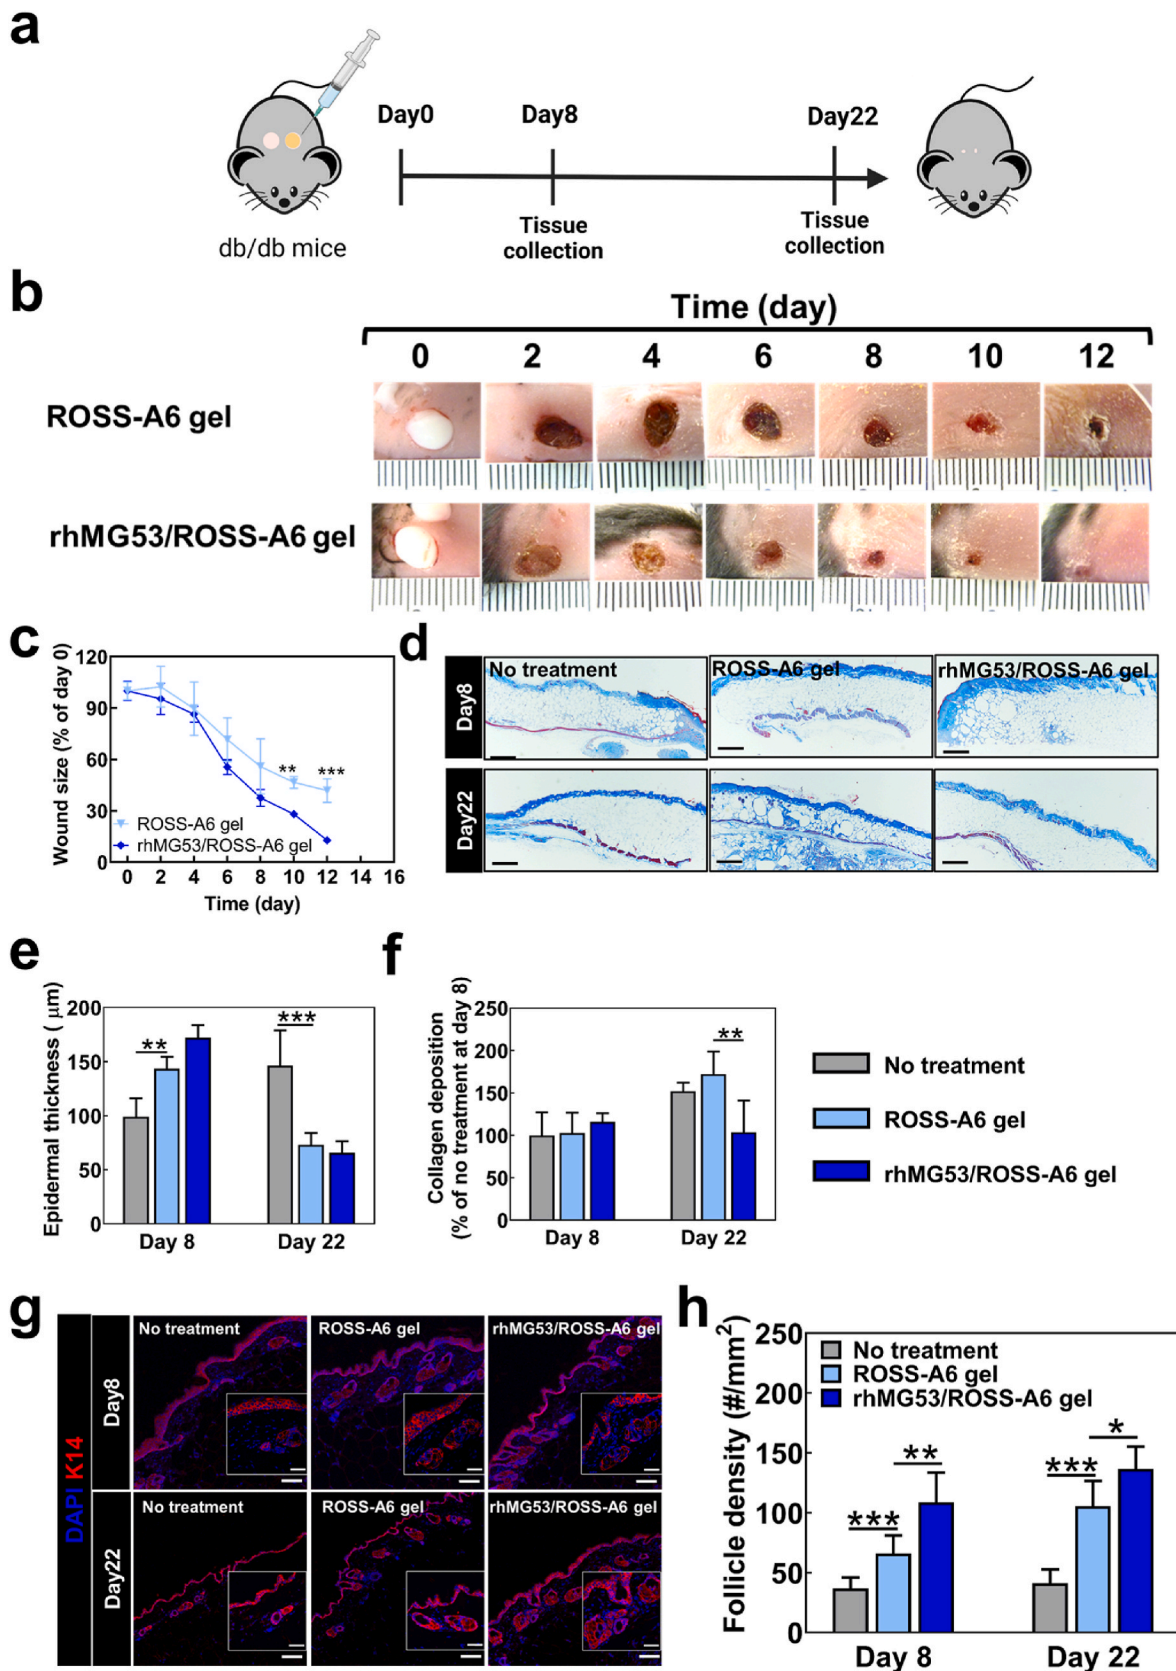 a
Day0
Day8
Day22
Tissue
collection
Tissue
collection
db/db mice
b
Time (day)
0 2 4 6 8 10 12
ROSS-A6 gel
rhMG53/ROSS-A6 gel
c
Wound size (% of day 0)
120
90
60
30
0
** ***
ROSS-A6 gel
rhMG53/ROSS-A6 gel
0 2 4 6 8 10 12 14 16
Time (day)
d
Day8
No treatment
ROSS-A6 gel
rhMG53/ROSS-A6 gel
Day22
e
Epidermal thickness ( μm)
200
150
100
50
0
**
***
Day 8
Day 22
f
Collagen deposition
(% of no treatment at day 8)
250
200
150
100
50
0
**
Day 8
Day 22
No treatment
ROSS-A6 gel
rhMG53/ROSS-A6 gel
g
DAPI K14
Day8
No treatment
ROSS-A6 gel
rhMG53/ROSS-A6 gel
Day22
No treatment
ROSS-A6 gel
rhMG53/ROSS-A6 gel
h
Follicle density (#/mm²)
250
200
150
100
50
0
No treatment
ROSS-A6 gel
rhMG53/ROSS-A6 gel
***
**
***
*
Day 8
Day 22